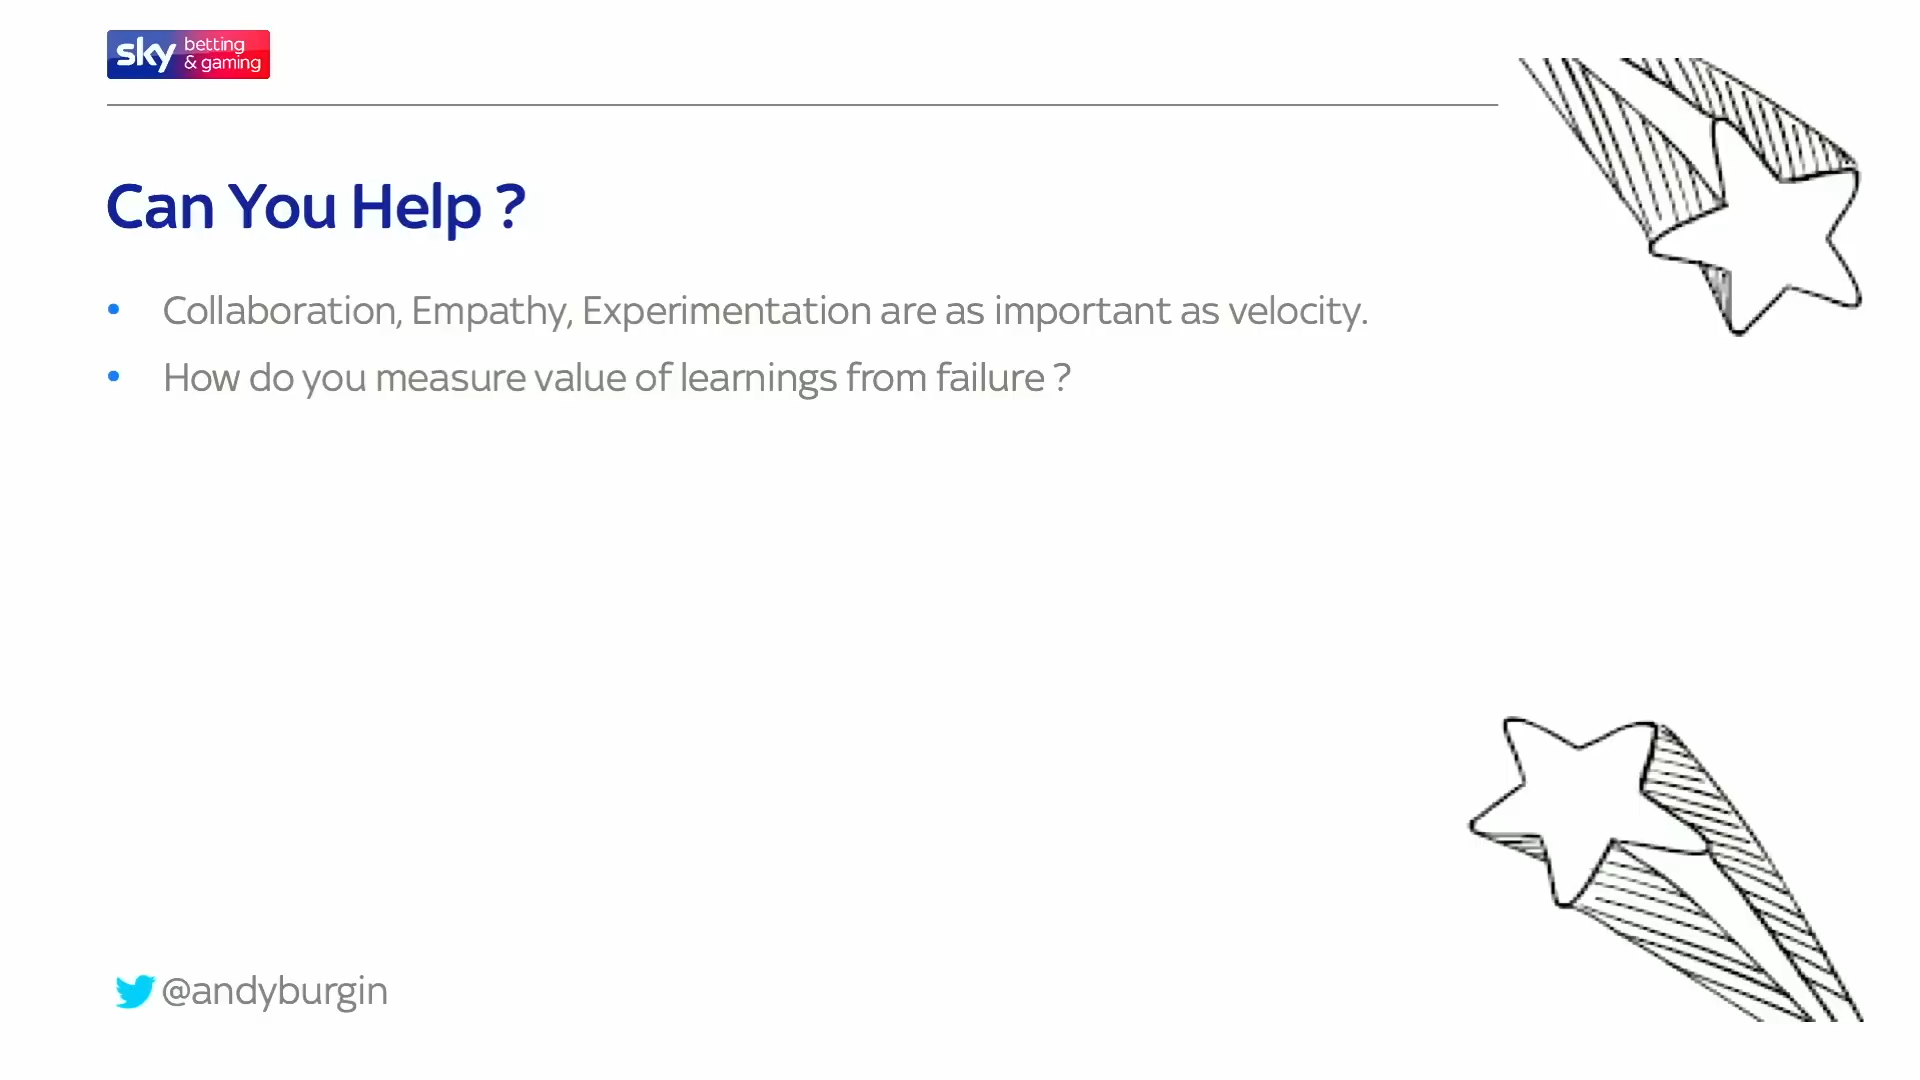 sky betting
& gaming
Can You Help ?
• Collaboration, Empathy, Experimentation are as important as velocity.
• How do you measure value of learnings from failure ?
@andyburgin